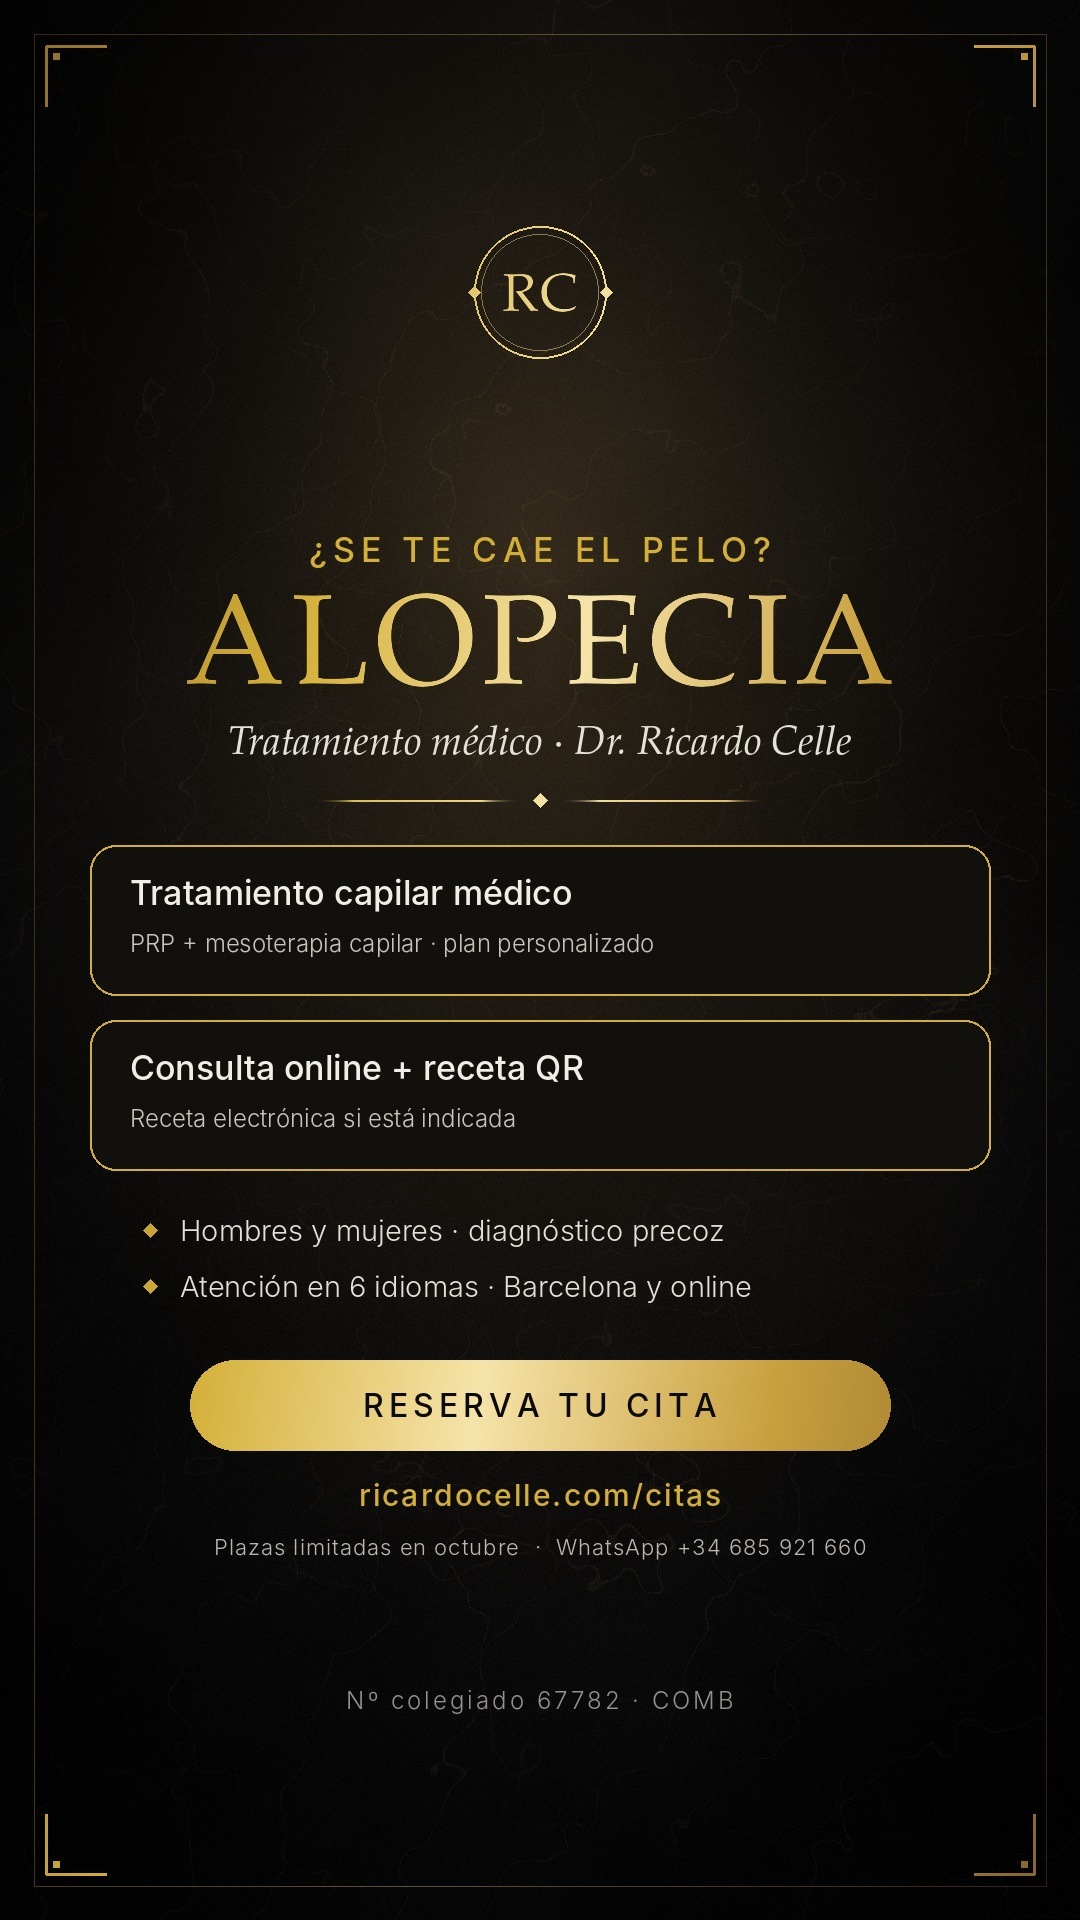 RC
¿SE TE CAE EL PELO?
ALOPECIA
Tratamiento médico · Dr. Ricardo Celle
Tratamiento capilar médico
PRP + mesoterapia capilar · plan personalizado
Consulta online + receta QR
Receta electrónica si está indicada
Hombres y mujeres · diagnóstico precoz
Atención en 6 idiomas · Barcelona y online
RESERVA TU CITA
ricardocelle.com/citas
Plazas limitadas en octubre · WhatsApp +34 685 921 660
Nº colegiado 67782 · COMB